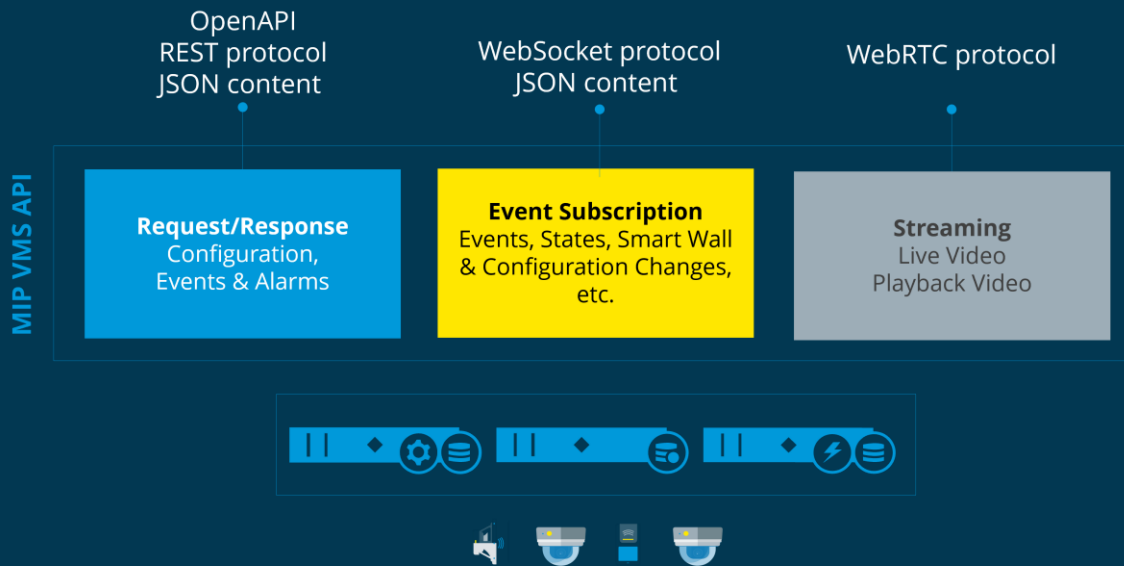 OpenAPI
REST protocol
JSON content
WebSocket protocol
JSON content
WebRTC protocol
MIP VMS API
Request/Response
Configuration,
Events & Alarms
Event Subscription
Events, States, Smart Wall
& Configuration Changes,
etc.
Streaming
Live Video
Playback Video